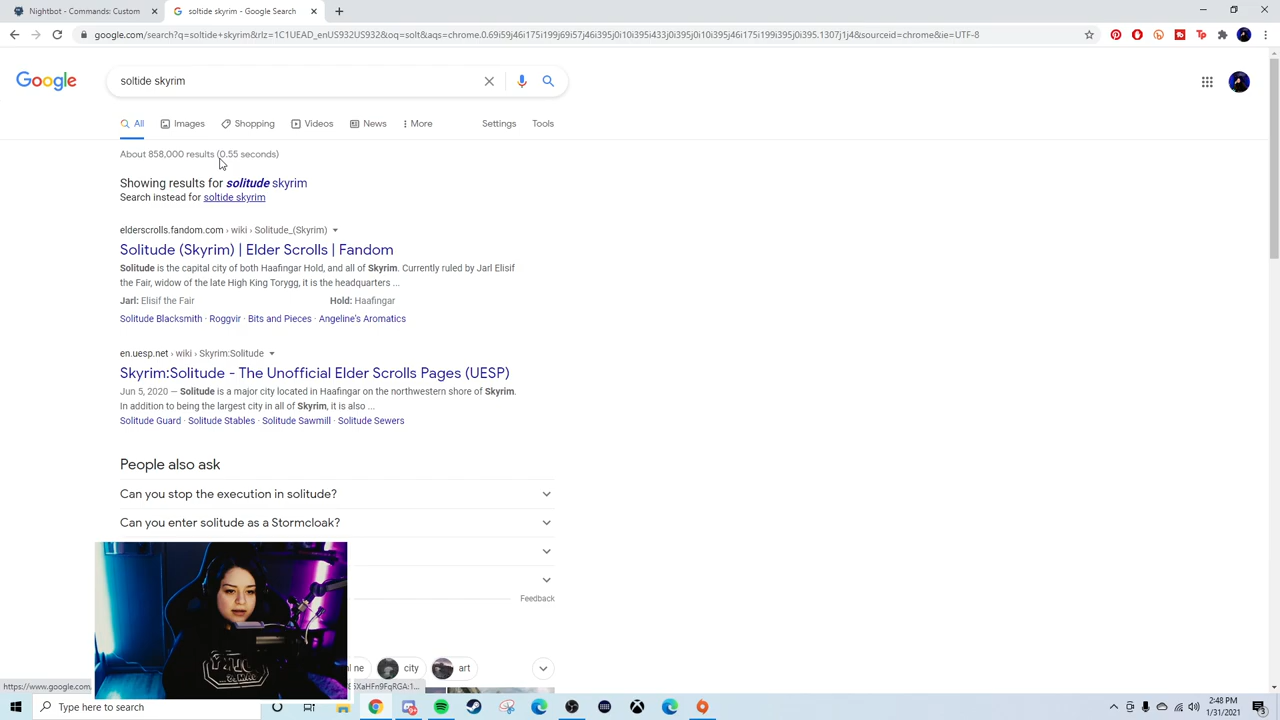 Nightbot - Commands: Custom
soltide skyrim - Google Search
google.com/search?q=soltide+skyrim&rlz=1C1UEAD_enUS932US932&oq=solt&aqs=chrome.0.69i59j46i175i199j69i57j46i395j0i10i395i433j0i395j0i10i395j46i175i199i395j0i395.1307j1j4&sourceid=chrome&ie=UTF-8
Google
soltide skyrim
All
Images
Shopping
Videos
News
More
Settings
Tools
About 858,000 results (0.55 seconds)
Showing results for solitude skyrim
Search instead for soltide skyrim
elderscrolls.fandom.com › wiki › Solitude_(Skyrim)
Solitude (Skyrim) | Elder Scrolls | Fandom
Solitude is the capital city of both Haafingar Hold, and all of Skyrim. Currently ruled by Jarl Elisif
the Fair, widow of the late High King Torygg, it is the headquarters ...
Jarl: Elisif the Fair Hold: Haafingar
Solitude Blacksmith · Roggvir · Bits and Pieces · Angeline's Aromatics
en.uesp.net › wiki › Skyrim:Solitude
Skyrim:Solitude - The Unofficial Elder Scrolls Pages (UESP)
Jun 5, 2020 — Solitude is a major city located in Haafingar on the northwestern shore of Skyrim.
In addition to being the largest city in all of Skyrim, it is also ...
Solitude Guard · Solitude Stables · Solitude Sawmill · Solitude Sewers
People also ask
Can you stop the execution in solitude?
Can you enter solitude as a Stormcloak?
Feedback
city
art
https://www.google.com
Type here to search
2:48 PM
1/31/2021